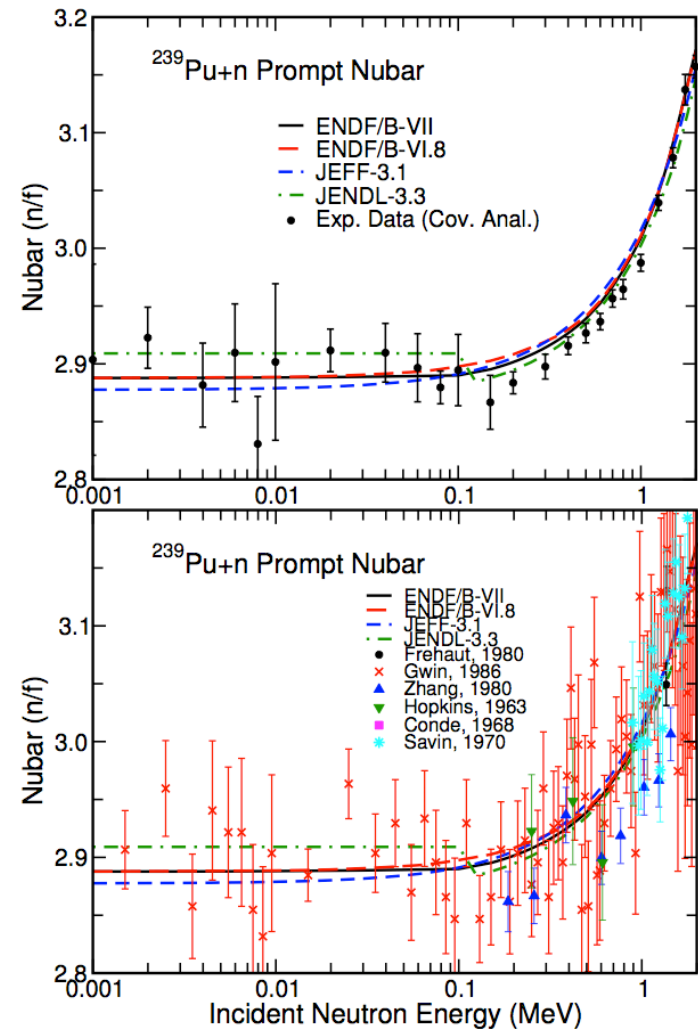 3.2
²³⁹Pu+n Prompt Nubar
ENDF/B-VII
ENDF/B-VI.8
JEFF-3.1
JENDL-3.3
Exp. Data (Cov. Anal.)
3.1
3.0
2.9
2.8
Nubar (n/f)
0.001
0.01
0.1
1
²³⁹Pu+n Prompt Nubar
ENDF/B-VII
ENDF/B-VI.8
JEFF-3.1
JENDL-3.3
Frehaut, 1980
Gwin, 1986
Zhang, 1980
Hopkins, 1963
Conde, 1968
Savin, 1970
3.1
3.0
2.9
2.8
Nubar (n/f)
0.001
0.01
0.1
1
Incident Neutron Energy (MeV)